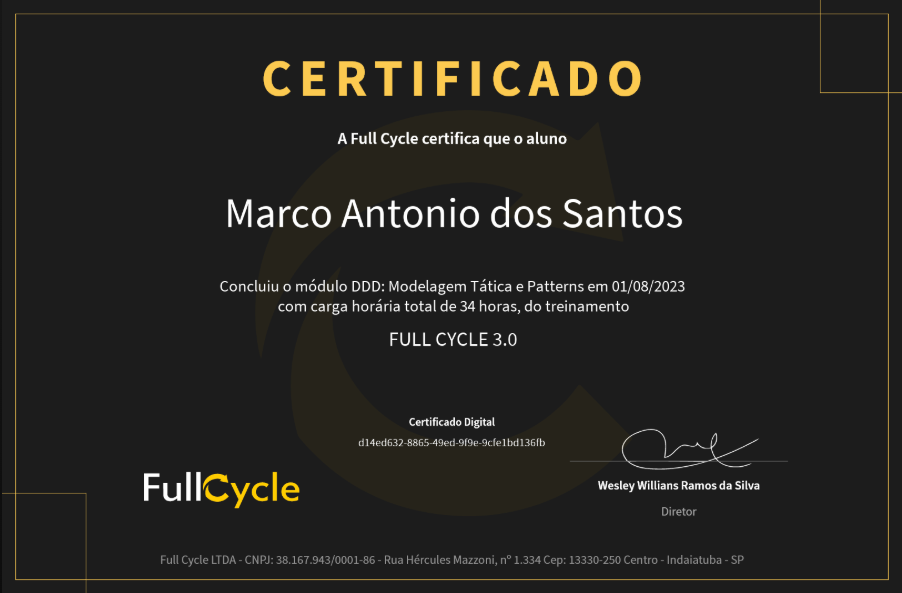 CERTIFICADO
A Full Cycle certifica que o aluno
Marco Antonio dos Santos
Concluiu o módulo DDD: Modelagem Tática e Patterns em 01/08/2023
com carga horária total de 34 horas, do treinamento
FULL CYCLE 3.0
Certificado Digital
d14ed632-8865-49ed-9f9e-9cfe1bd136fb
FullCycle
Wesley Willians Ramos da Silva
Diretor
Full Cycle LTDA - CNPJ: 38.167.943/0001-86 - Rua Hércules Mazzoni, nº 1.334 Cep: 13330-250 Centro - Indaiatuba - SP